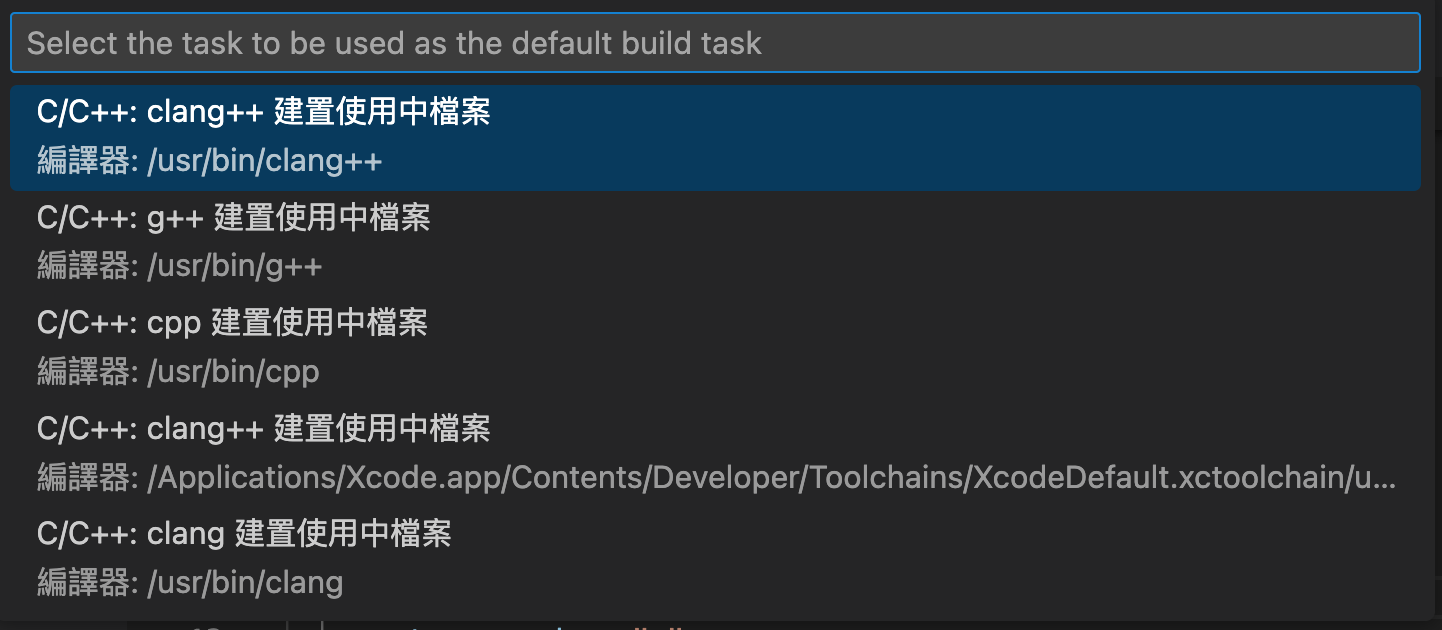 Select the task to be used as the default build task
C/C++: clang++ 建置使用中檔案
編譯器: /usr/bin/clang++
C/C++: g++ 建置使用中檔案
編譯器: /usr/bin/g++
C/C++: cpp 建置使用中檔案
編譯器: /usr/bin/cpp
C/C++: clang++ 建置使用中檔案
編譯器: /Applications/Xcode.app/Contents/Developer/Toolchains/XcodeDefault.xctoolchain/u...
C/C++: clang 建置使用中檔案
編譯器: /usr/bin/clang